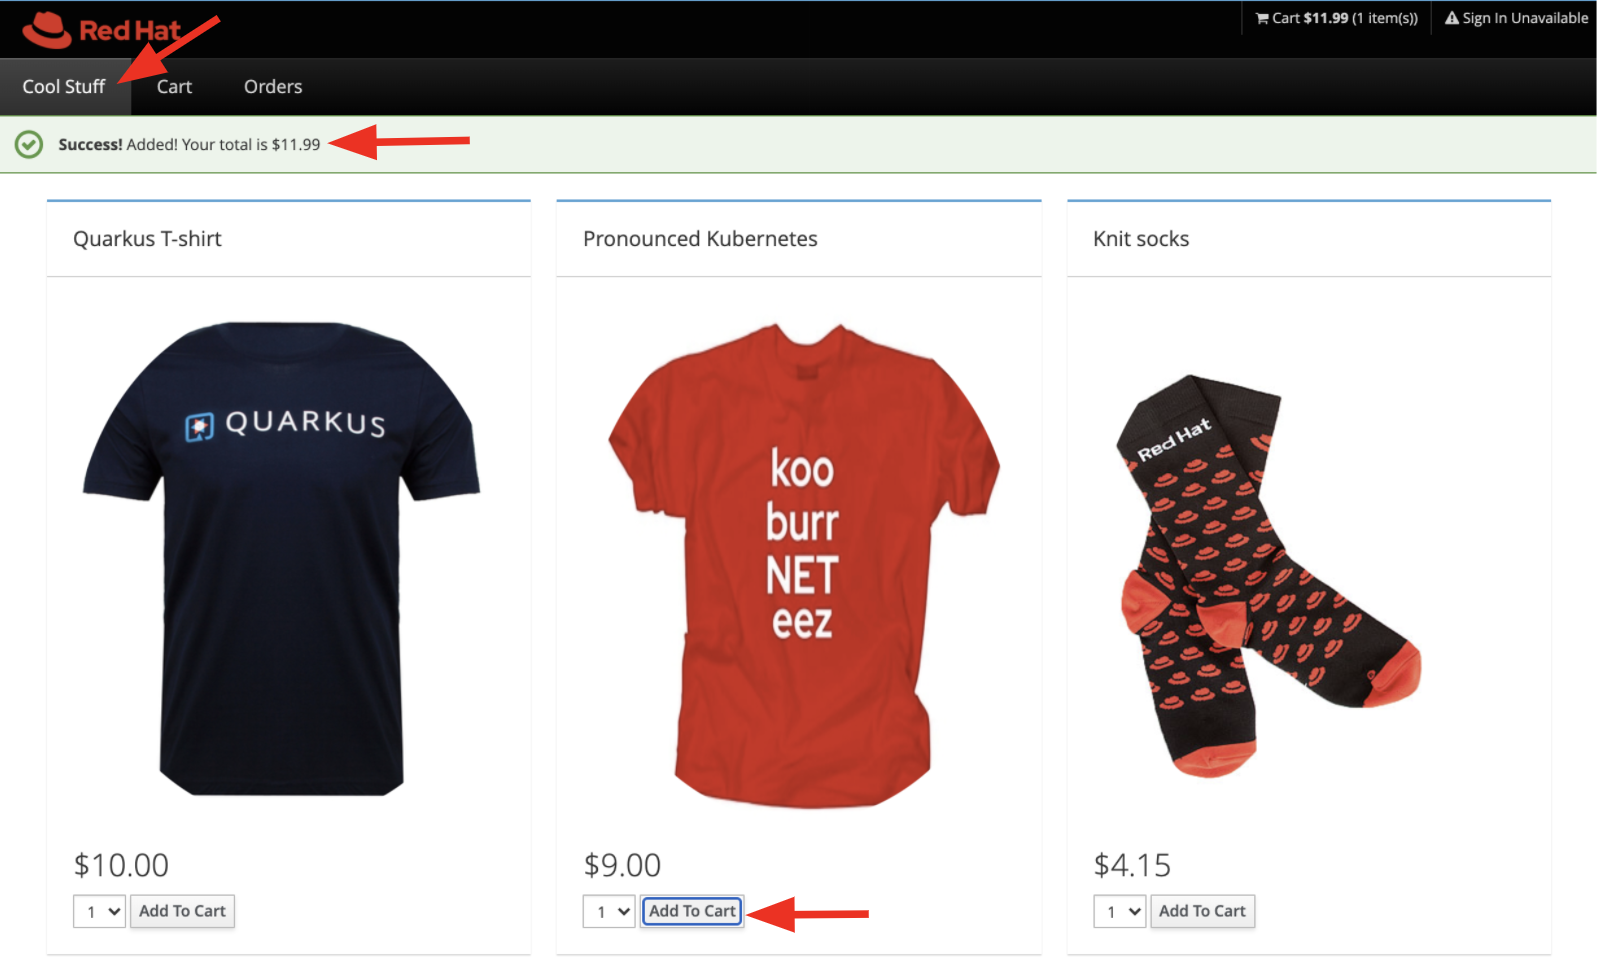 Red Hat
Cart $11.99 (1 item(s))
Sign In Unavailable
Cool Stuff
Cart
Orders
Success! Added! Your total is $11.99
Quarkus T-shirt
Pronounced Kubernetes
Knit socks
QUARKUS
koo
burr
NET
eez
Red Hat
$10.00
$9.00
$4.15
1
Add To Cart
1
Add To Cart
1
Add To Cart